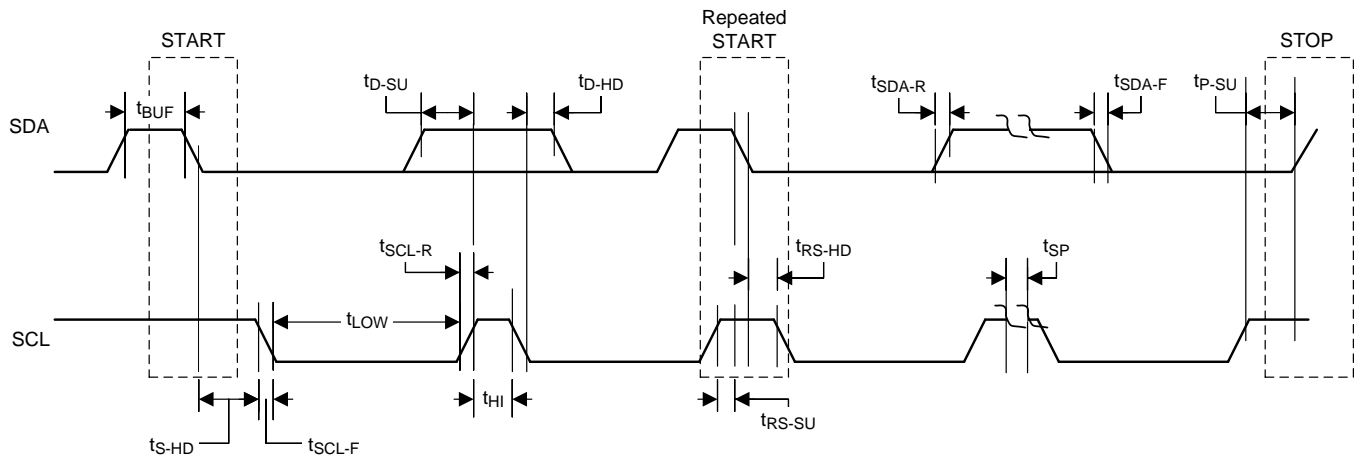 Repeated
START
START
STOP
tD-SU
tD-HD
tSDA-R
tSDA-F
tP-SU
tBUF
SDA
tSCL-R
tRS-HD
tSP
tLOW
SCL
tHI
tRS-SU
tS-HD
tSCL-F